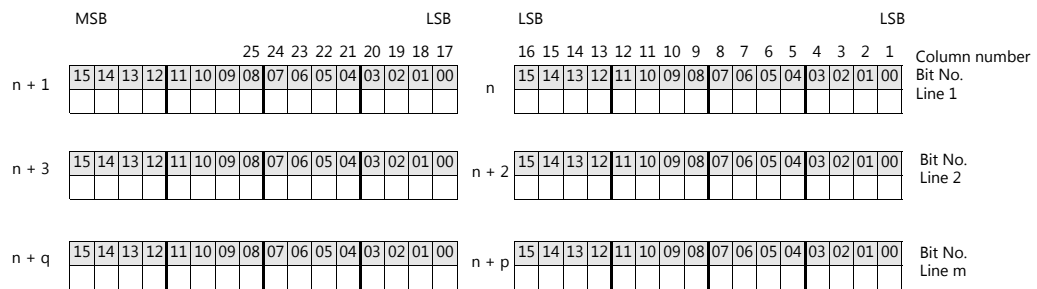 MSB LSB LSB LSB
25 24 23 22 21 20 19 18 17 16 15 14 13 12 11 10 9 8 7 6 5 4 3 2 1 Column number
n + 1 15 14 13 12 11 10 09 08 07 06 05 04 03 02 01 00 n 15 14 13 12 11 10 09 08 07 06 05 04 03 02 01 00 Bit No.
Line 1
n + 3 15 14 13 12 11 10 09 08 07 06 05 04 03 02 01 00 n + 2 15 14 13 12 11 10 09 08 07 06 05 04 03 02 01 00 Bit No.
Line 2
n + q 15 14 13 12 11 10 09 08 07 06 05 04 03 02 01 00 n + p 15 14 13 12 11 10 09 08 07 06 05 04 03 02 01 00 Bit No.
Line m